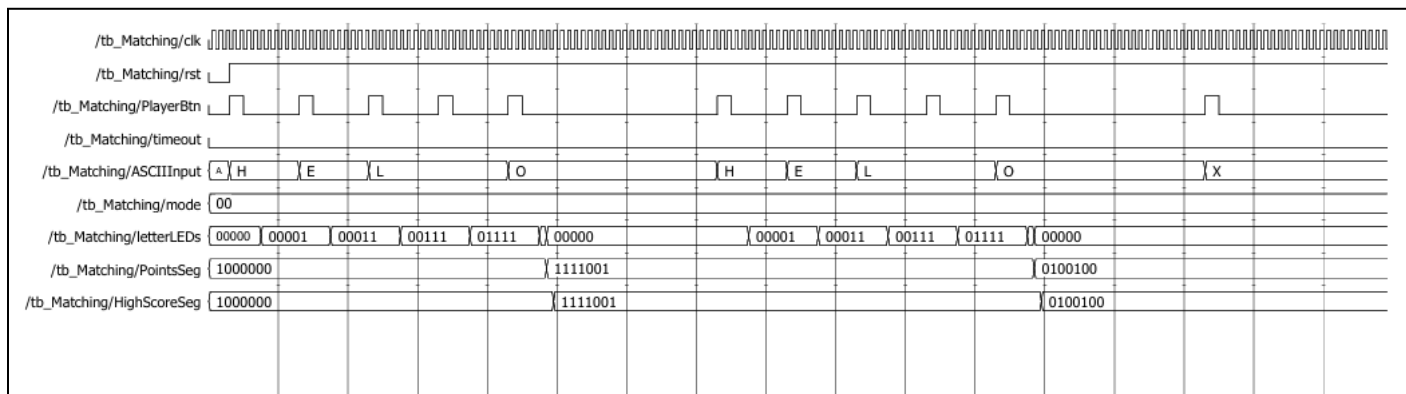 /tb_Matching/clk
/tb_Matching/rst
/tb_Matching/PlayerBtn
/tb_Matching/timeout
/tb_Matching/ASCIIInput A H E L O H E L O X
/tb_Matching/mode 00
/tb_Matching/letterLEDs 00000 00001 00011 00111 01111 00000 00001 00011 00111 01111 00000
/tb_Matching/PointsSeg 1000000 1111001 0100100
/tb_Matching/HighScoreSeg 1000000 1111001 0100100